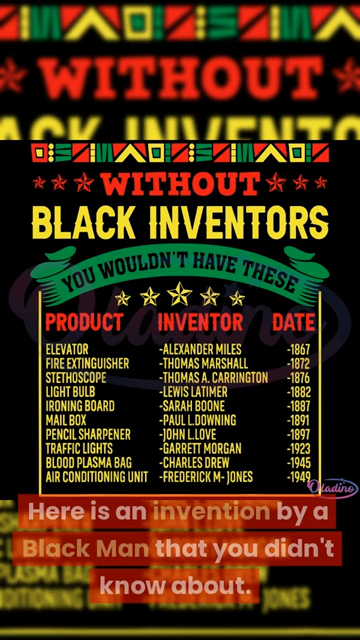 WITHOUT
BLACK INVENTORS
WITHOUT
BLACK INVENTORS
YOU WOULDN'T HAVE THESE
PRODUCT INVENTOR DATE
ELEVATOR -ALEXANDER MILES -1867
FIRE EXTINGUISHER -THOMAS MARSHALL -1872
STETHOSCOPE -THOMAS A. CARRINGTON -1876
LIGHT BULB -LEWIS LATIMER -1882
IRONING BOARD -SARAH BOONE -1887
MAIL BOX -PAUL L.DOWNING -1891
PENCIL SHARPENER -JOHN L.LOVE -1897
TRAFFIC LIGHTS -GARRETT MORGAN -1923
BLOOD PLASMA BAG -CHARLES DREW -1945
AIR CONDITIONING UNIT -FREDERICK M- JONES -1949
Oladino
Here is an invention by a
Black Man that you didn't
know about.